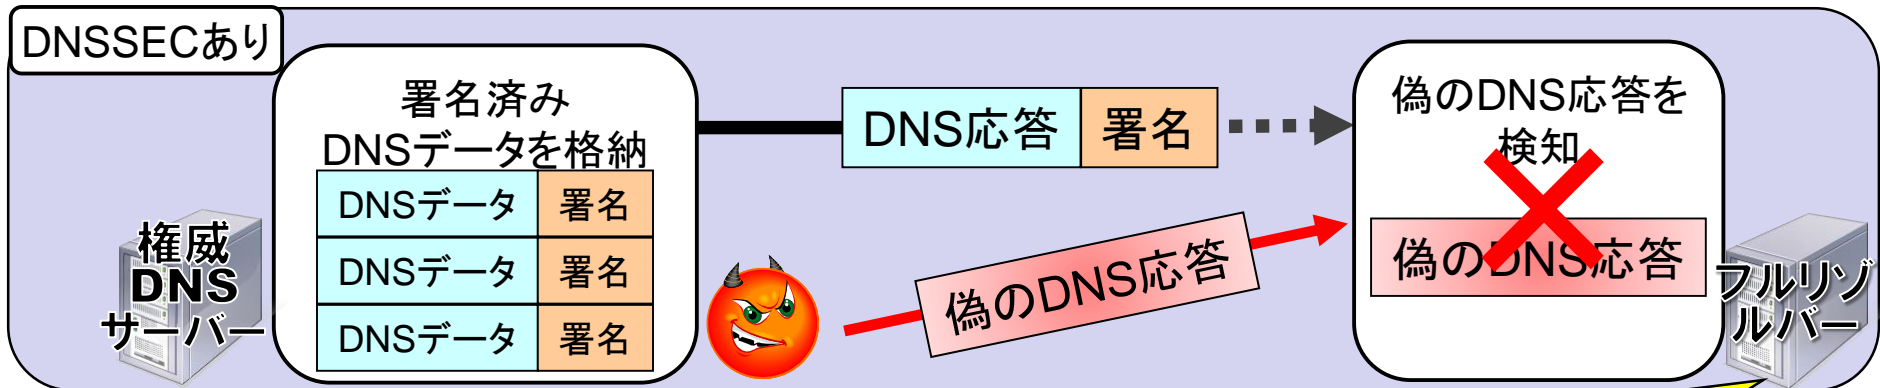 DNSSECあり
署名済み
DNSデータを格納
DNSデータ 署名
DNSデータ 署名
DNSデータ 署名
権威
DNS
サーバー
DNS応答 署名
偽のDNS応答
偽のDNS応答を
検知
偽のDNS応答
フルリゾ
ルバー